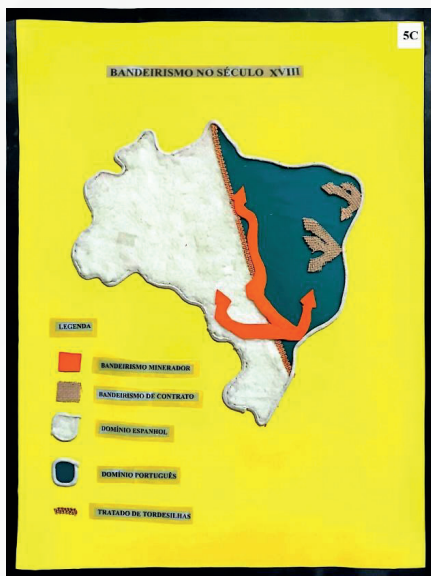 5C
BANDEIRISMO NO SÉCULO XVIII
LEGENDA
BANDEIRISMO MINERADOR
BANDEIRISMO DE CONTRATO
DOMÍNIO ESPANHOL
DOMÍNIO PORTUGUÊS
TRATADO DE TORDESILHAS